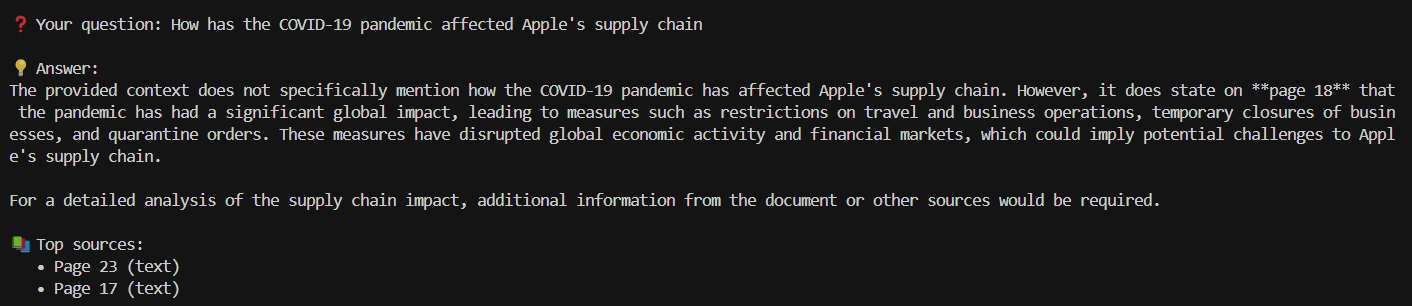 ❓ Your question: How has the COVID-19 pandemic affected Apple's supply chain
💡 Answer:
The provided context does not specifically mention how the COVID-19 pandemic has affected Apple's supply chain. However, it does state on **page 18** that
the pandemic has had a significant global impact, leading to measures such as restrictions on travel and business operations, temporary closures of busin
esses, and quarantine orders. These measures have disrupted global economic activity and financial markets, which could imply potential challenges to Appl
e's supply chain.
For a detailed analysis of the supply chain impact, additional information from the document or other sources would be required.
📚 Top sources:
• Page 23 (text)
• Page 17 (text)